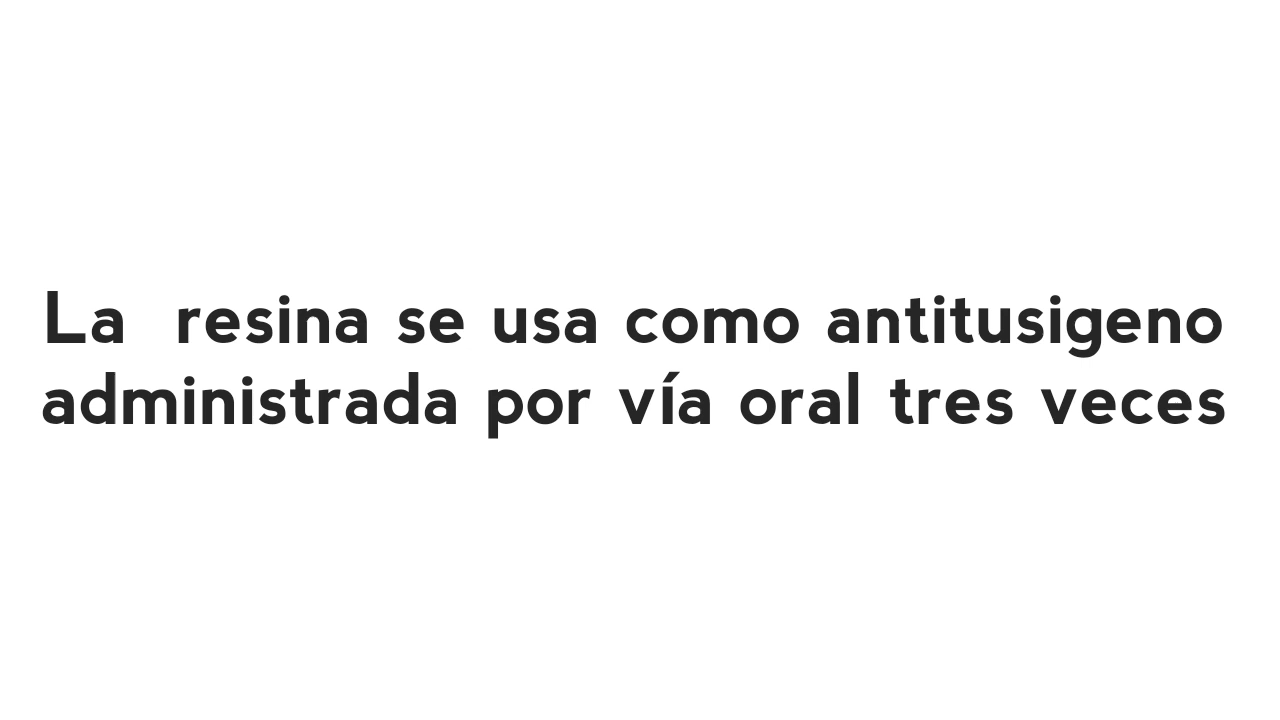 La  resina se usa como antitusigeno
administrada por vía oral tres veces